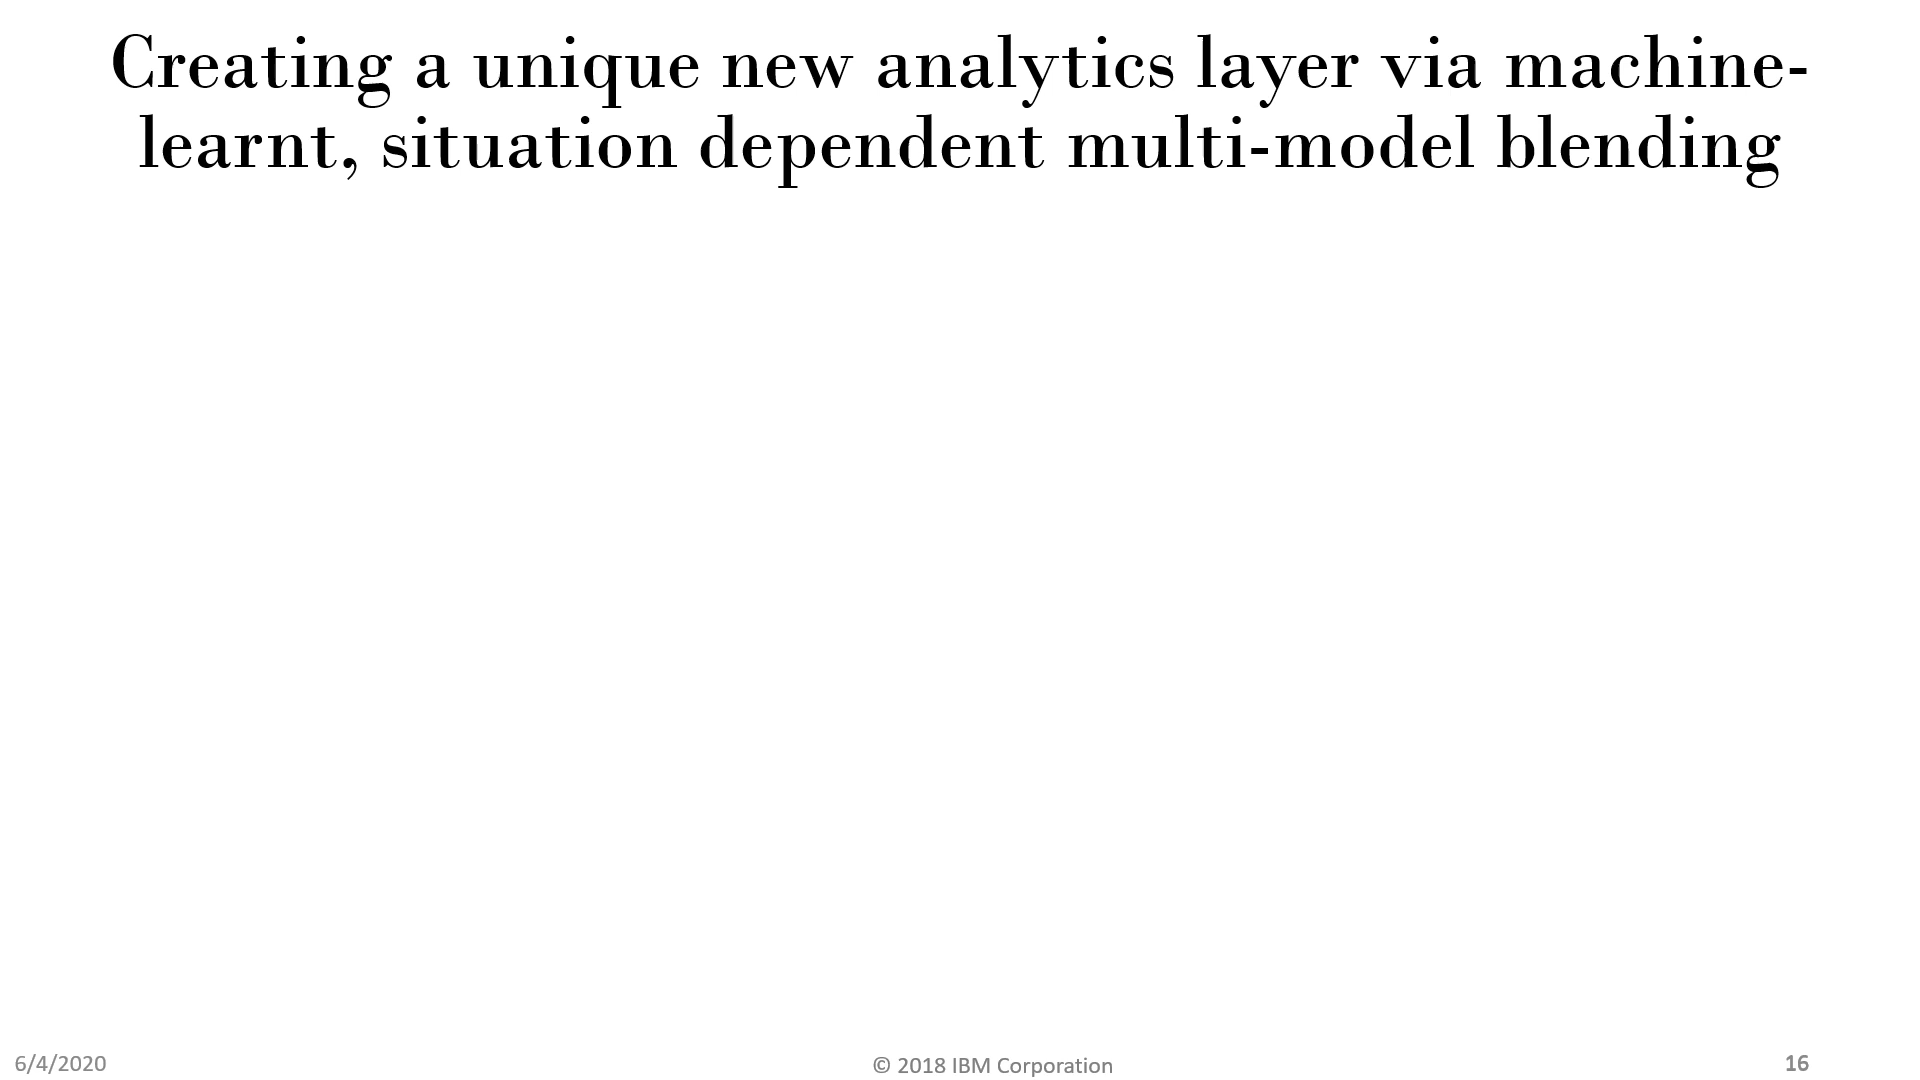 Creating a unique new analytics layer via machine-
learnt, situation dependent multi-model blending
6/4/2020
© 2018 IBM Corporation
16